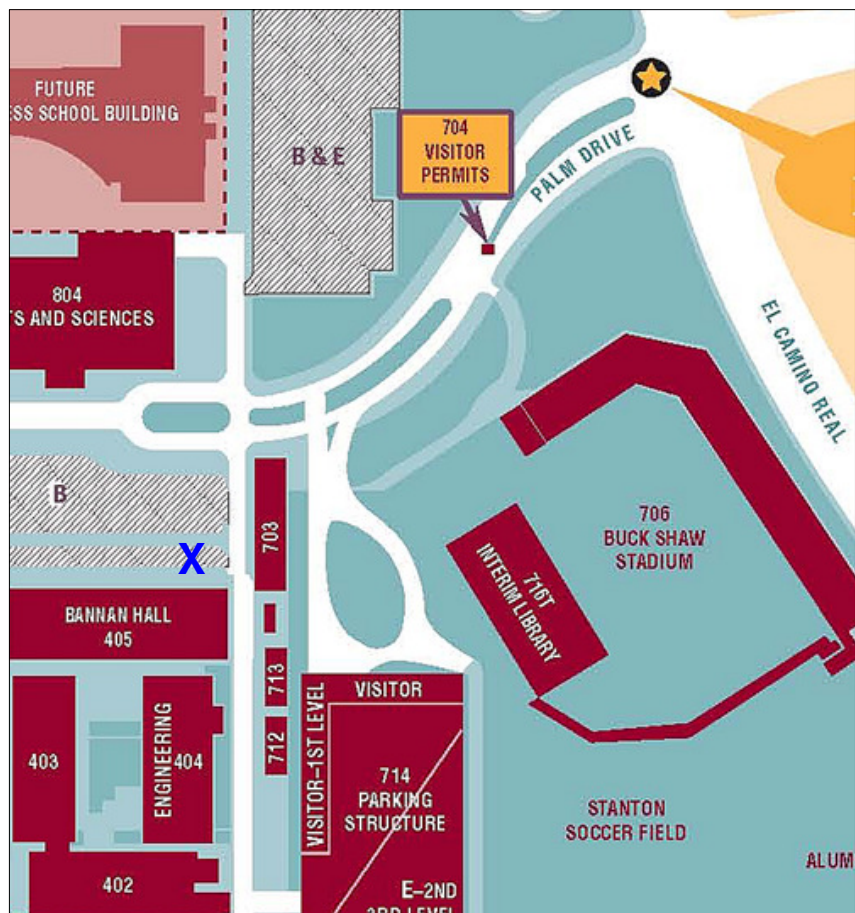 FUTURE
ESS SCHOOL BUILDING
B & E
704
VISITOR
PERMITS
PALM DRIVE
804
TS AND SCIENCES
EL CAMINO REAL
B
X
703
706
BUCK SHAW
STADIUM
716T
INTERIM LIBRARY
BANNAN HALL
405
713
VISITOR
VISITOR–1ST LEVEL
712
403
ENGINEERING
404
714
PARKING
STRUCTURE
STANTON
SOCCER FIELD
ALUM
402
E–2ND
3RD LEVEL